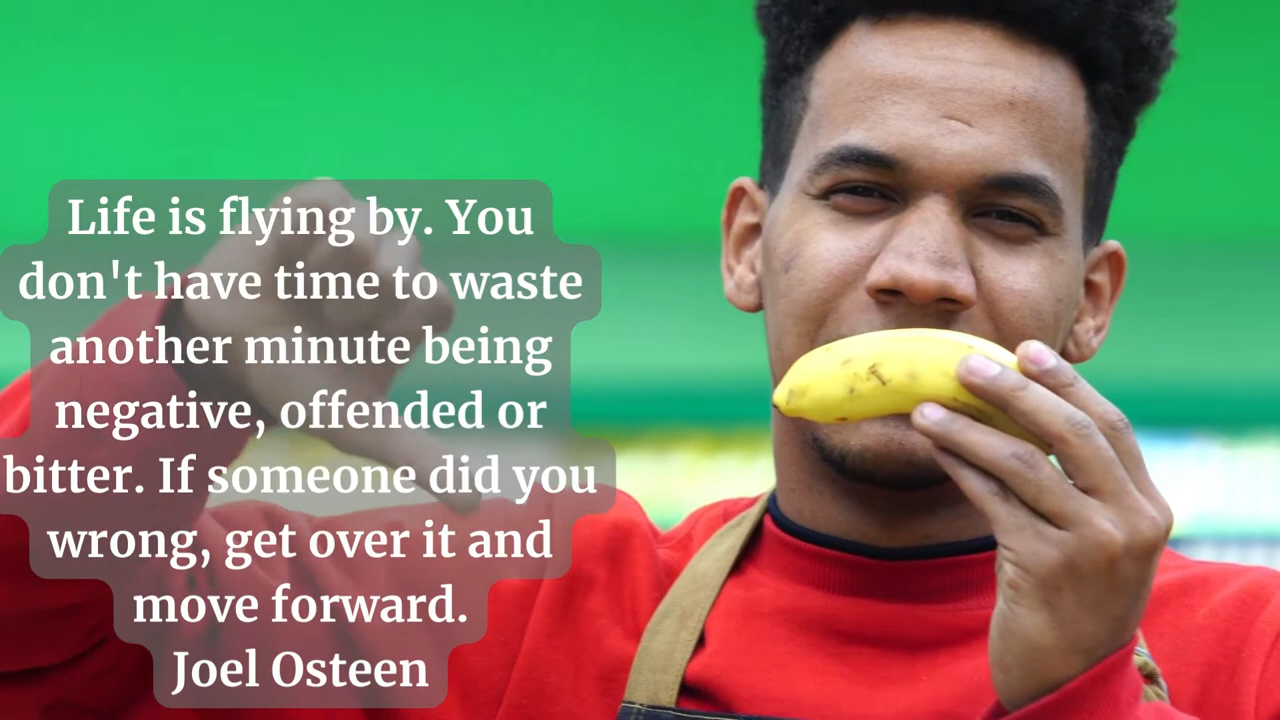 Life is flying by. You
don't have time to waste
another minute being
negative, offended or
bitter. If someone did you
wrong, get over it and
move forward.
Joel Osteen